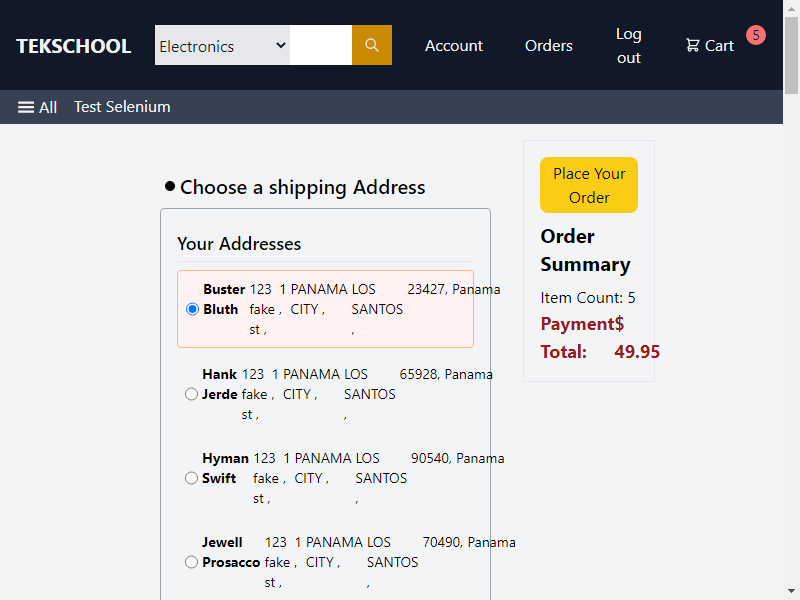 TEKSCHOOL
Electronics
Account
Orders
Log
out
Cart
5
All
Test Selenium
Choose a shipping Address
Your Addresses
Buster 123 1 PANAMA LOS 23427, Panama
Bluth fake , CITY , SANTOS
st , ,
Hank 123 1 PANAMA LOS 65928, Panama
Jerde fake , CITY , SANTOS
st , ,
Hyman 123 1 PANAMA LOS 90540, Panama
Swift fake , CITY , SANTOS
st , ,
Jewell 123 1 PANAMA LOS 70490, Panama
Prosacco fake , CITY , SANTOS
st , ,
Place Your
Order
Order
Summary
Item Count: 5
Payment$
Total: 49.95